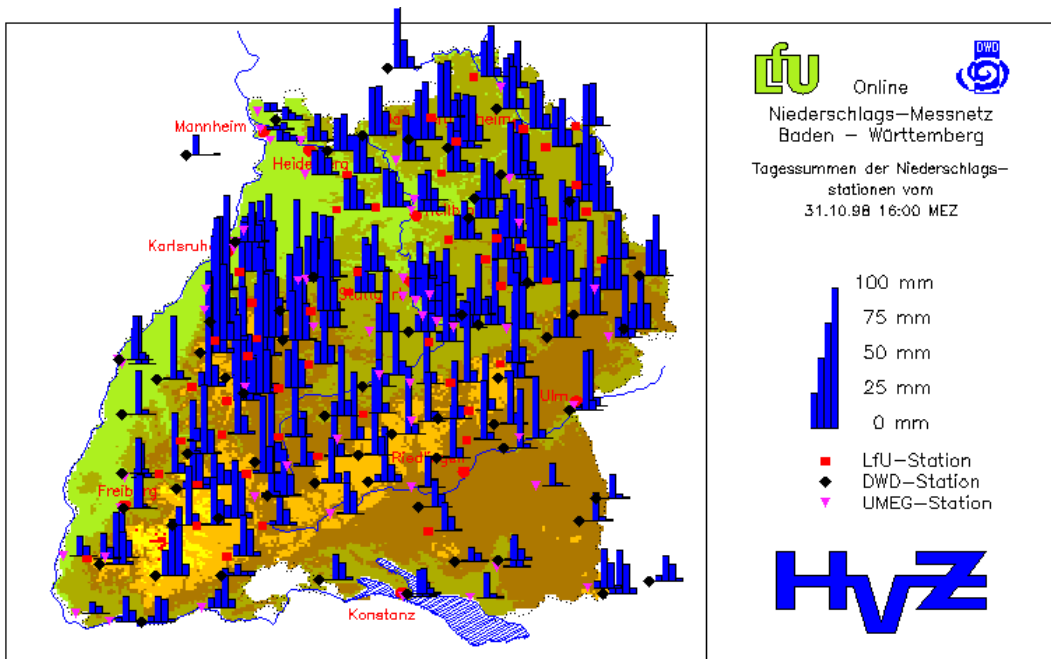 Mannheim
Heidelberg
Karlsruhe
Stuttgart
Ulm
Riedlingen
Freiburg
Konstanz
LfU
DWD
Online
Niederschlags-Messnetz
Baden - Württemberg
Tagessummen der Niederschlags-
stationen vom
31.10.98 16:00 MEZ
100 mm
75 mm
50 mm
25 mm
0 mm
LfU-Station
DWD-Station
UMEG-Station
HVZ